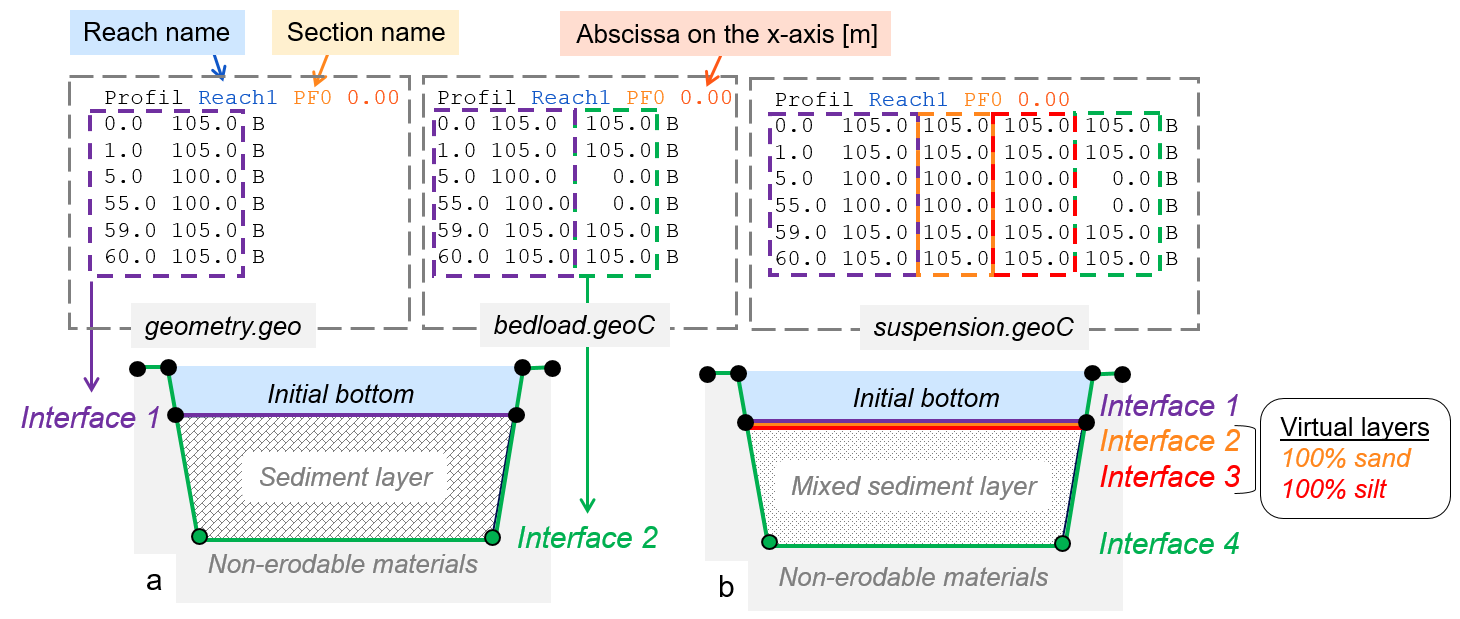 Reach name
Section name
Abscissa on the x-axis [m]
Profil Reach1 PF0 0.00
0.0 105.0 B
1.0 105.0 B
5.0 100.0 B
55.0 100.0 B
59.0 105.0 B
60.0 105.0 B
geometry.geo
Profil Reach1 PF0 0.00
0.0 105.0 105.0 B
1.0 105.0 105.0 B
5.0 100.0 0.0 B
55.0 100.0 0.0 B
59.0 105.0 105.0 B
60.0 105.0 105.0 B
bedload.geoC
Profil Reach1 PF0 0.00
0.0 105.0 105.0 105.0 105.0 B
1.0 105.0 105.0 105.0 105.0 B
5.0 100.0 100.0 100.0 0.0 B
55.0 100.0 100.0 100.0 0.0 B
59.0 105.0 105.0 105.0 105.0 B
60.0 105.0 105.0 105.0 105.0 B
suspension.geoC
Initial bottom
Interface 1
Sediment layer
Interface 2
Non-erodable materials
a
Initial bottom
Interface 1
Interface 2
Interface 3
Virtual layers
100% sand
100% silt
Mixed sediment layer
Interface 4
Non-erodable materials
b